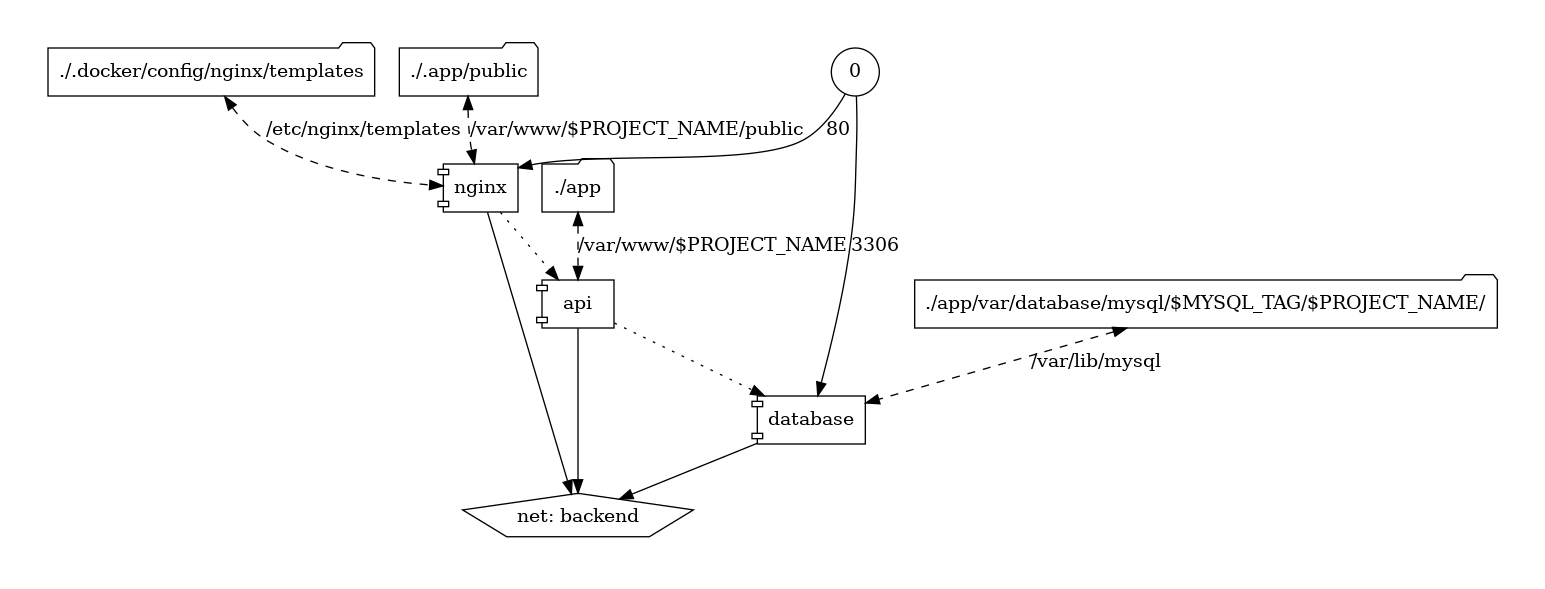 ./.docker/config/nginx/templates
./.app/public
0
/etc/nginx/templates
/var/www/$PROJECT_NAME/public
80
nginx
./app
/var/www/$PROJECT_NAME
3306
api
./app/var/database/mysql/$MYSQL_TAG/$PROJECT_NAME/
/var/lib/mysql
database
net: backend